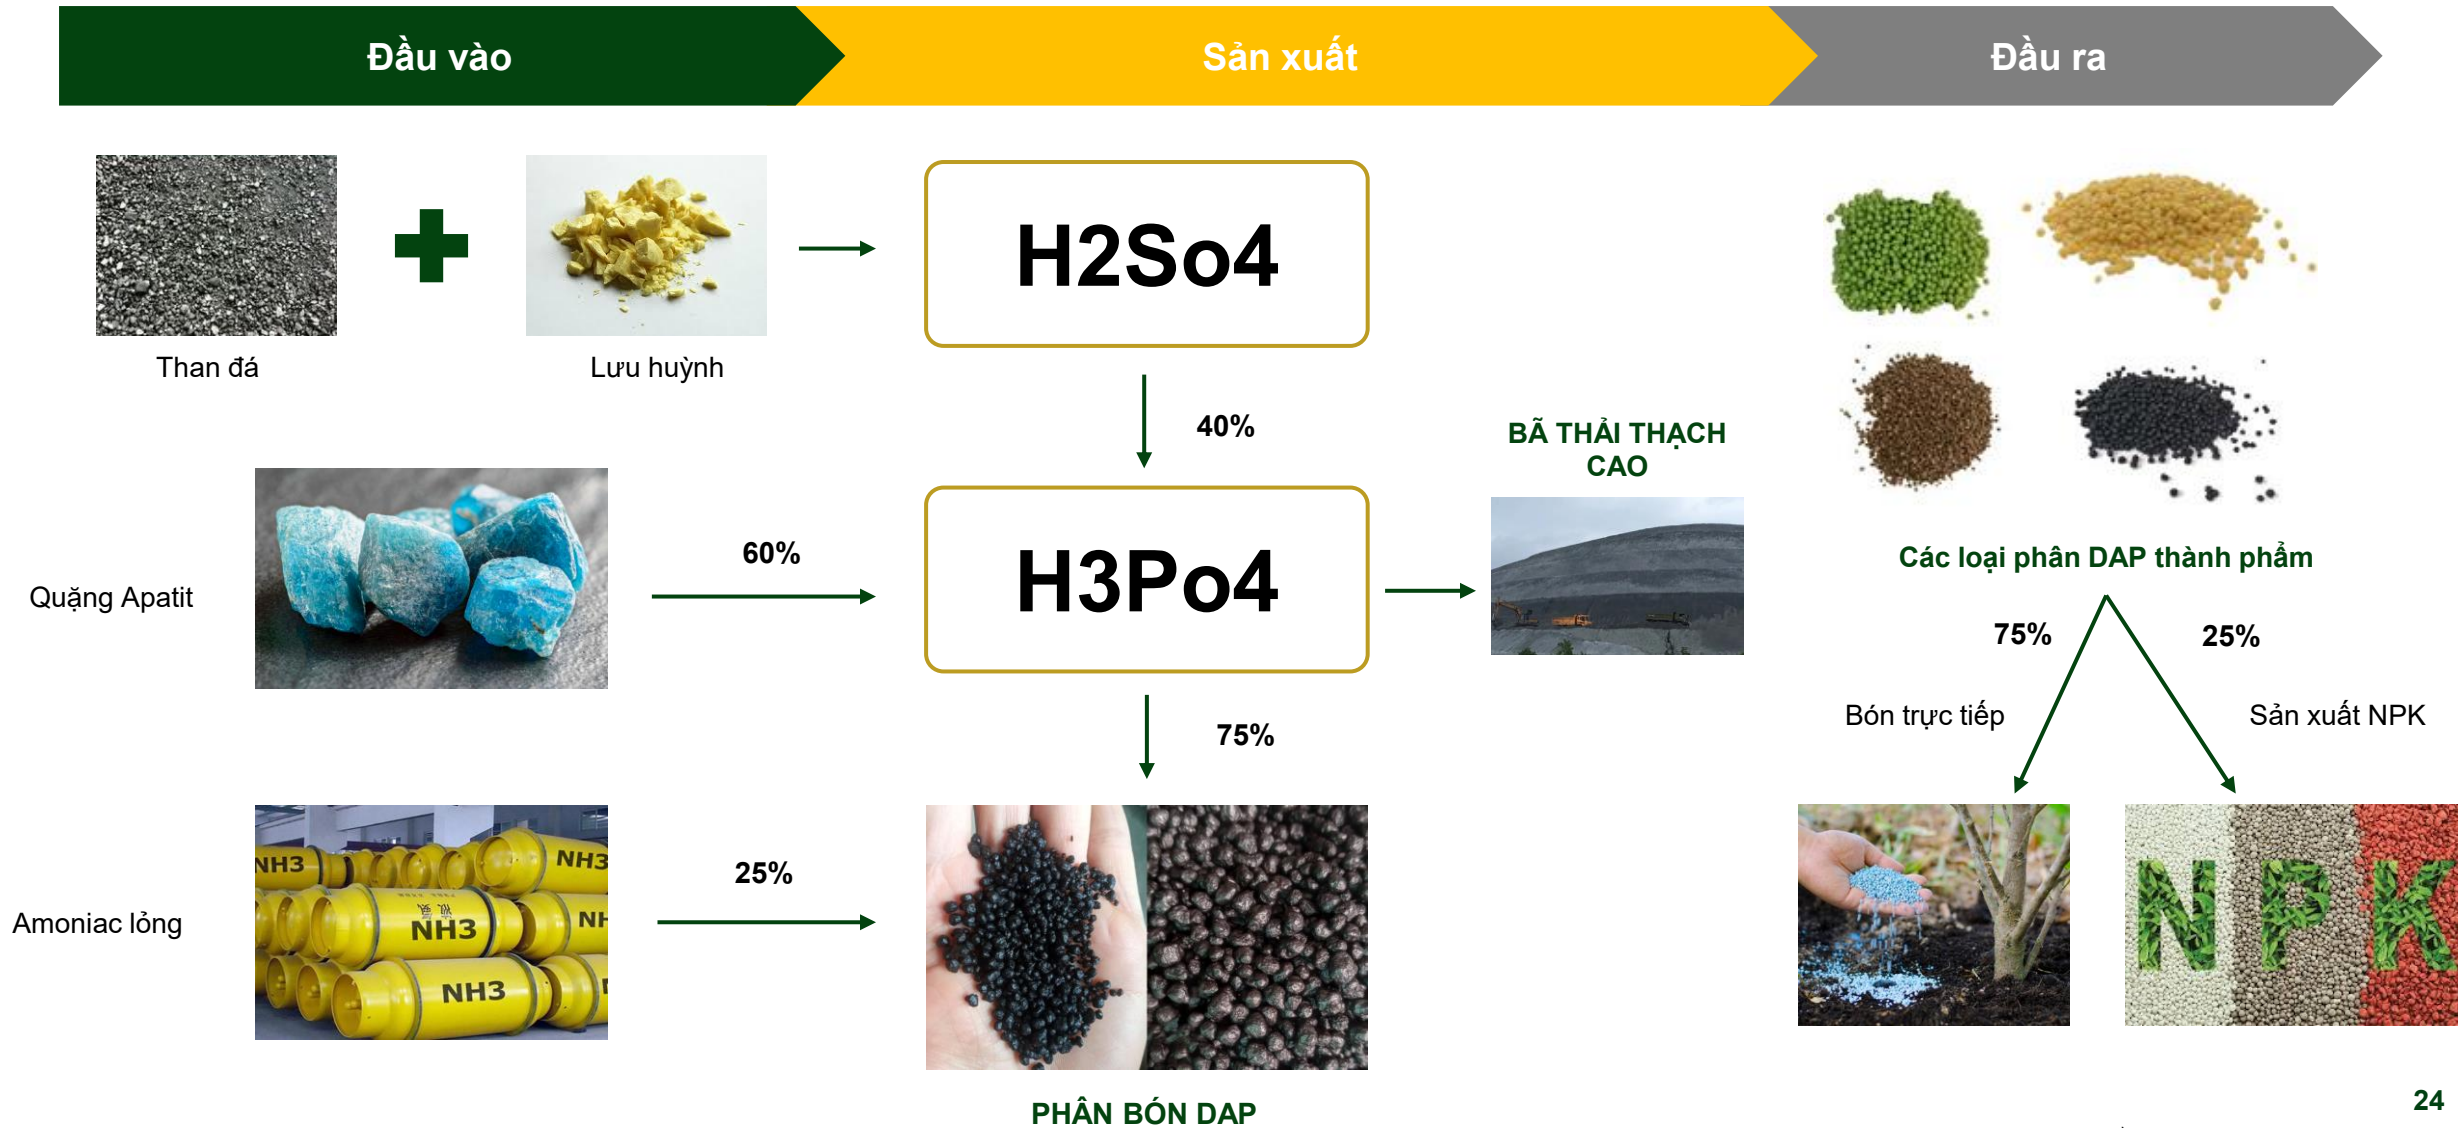 Đầu vào
Sản xuất
Đầu ra
Than đá
Lưu huỳnh
H2So4
40%
Quặng Apatit
60%
H3Po4
BÃ THẢI THẠCH
CAO
75%
Amoniac lỏng
NH3
NH3
NH3
NH
NH3
25%
PHÂN BÓN DAP
Các loại phân DAP thành phẩm
75%
25%
Bón trực tiếp
Sản xuất NPK
N P K
24